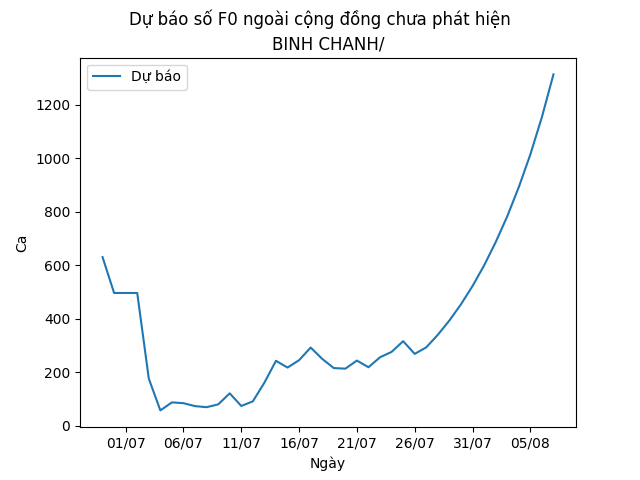 Dự báo số F0 ngoài cộng đồng chưa phát hiện
BINH CHANH/
Dự báo
1200
1000
800
600
400
200
0
Ca
01/07 06/07 11/07 16/07 21/07 26/07 31/07 05/08
Ngày